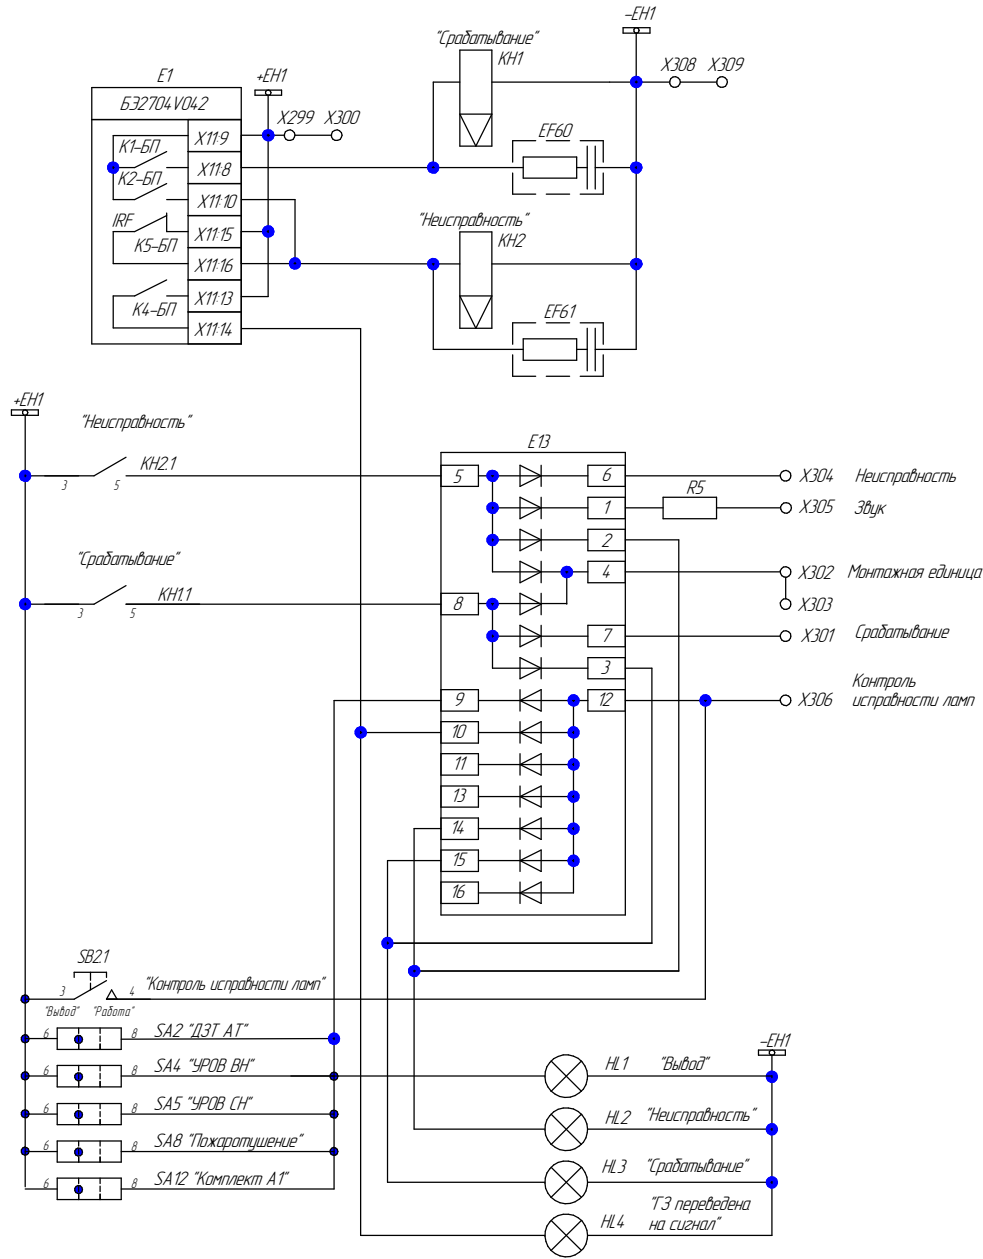 -EH1
"Срабатывание"
KH1
X308 X309
E1
+EH1
БЭ2704V042
X299 X300
EF60
K1-БП
X11:9
X11:8
K2-БП
X11:10
IRF
X11:15
K5-БП
X11:16
"Неисправность"
KH2
X11:13
K4-БП
X11:14
EF61
+EH1
"Неисправность"
E13
KH2.1
3 5
5 6
X304 Неисправность
R5
1
X305 Звук
2
"Срабатывание"
4
X302 Монтажная единица
KH1.1
3 5
8
X303
7
X301 Срабатывание
3
Контроль
исправности ламп
9 12
X306
10
11
13
14
15
16
SB2.1
3 4
"Контроль исправности ламп"
"Вывод" "Работа"
6 8 SA2 "ДЗТ АТ"
-EH1
6 8 SA4 "УРОВ ВН"
HL1 "Вывод"
6 8 SA5 "УРОВ СН"
HL2 "Неисправность"
6 8 SA8 "Пожаротушение"
HL3 "Срабатывание"
6 8 SA12 "Комплект А1"
HL4 "ГЗ переведена
на сигнал"